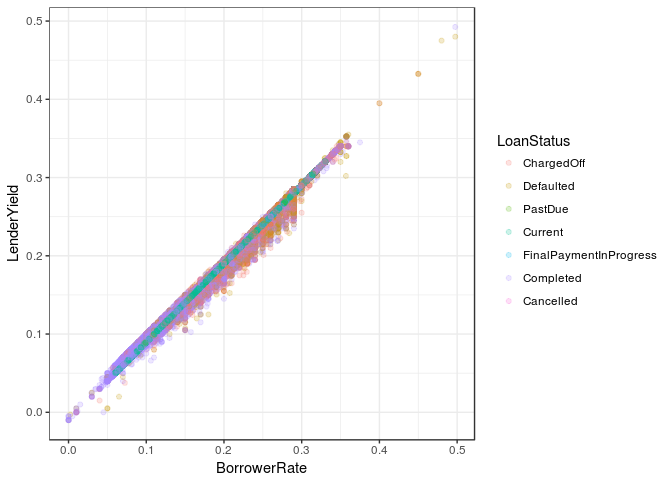 0.5
0.4
0.3
0.2
0.1
0.0
LenderYield
0.0 0.1 0.2 0.3 0.4 0.5
BorrowerRate
LoanStatus
ChargedOff
Defaulted
PastDue
Current
FinalPaymentInProgress
Completed
Cancelled